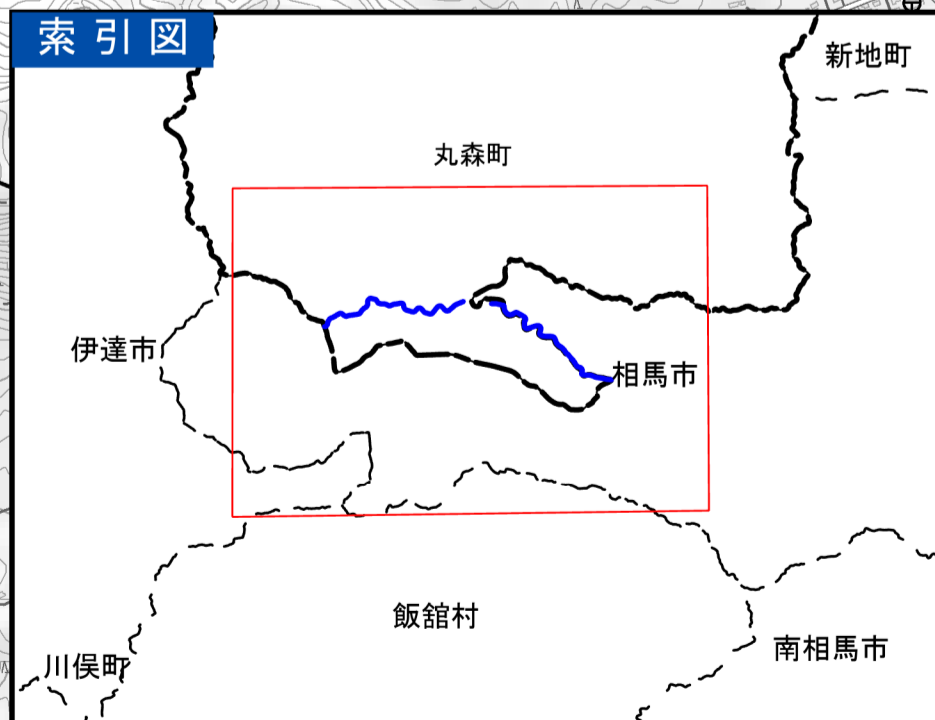 索引図
新地町
丸森町
伊達市
相馬市
飯舘村
南相馬市
川俣町